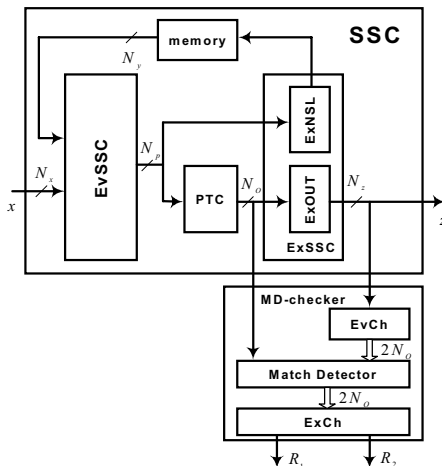 SSC
memory
N_y
EvSSC
N_x
x
N_p
PTC
N_o
ExNSL
ExOUT
ExSSC
N_z
z
MD-checker
EvCh
2N_O
Match Detector
2N_O
ExCh
R_1
R_2